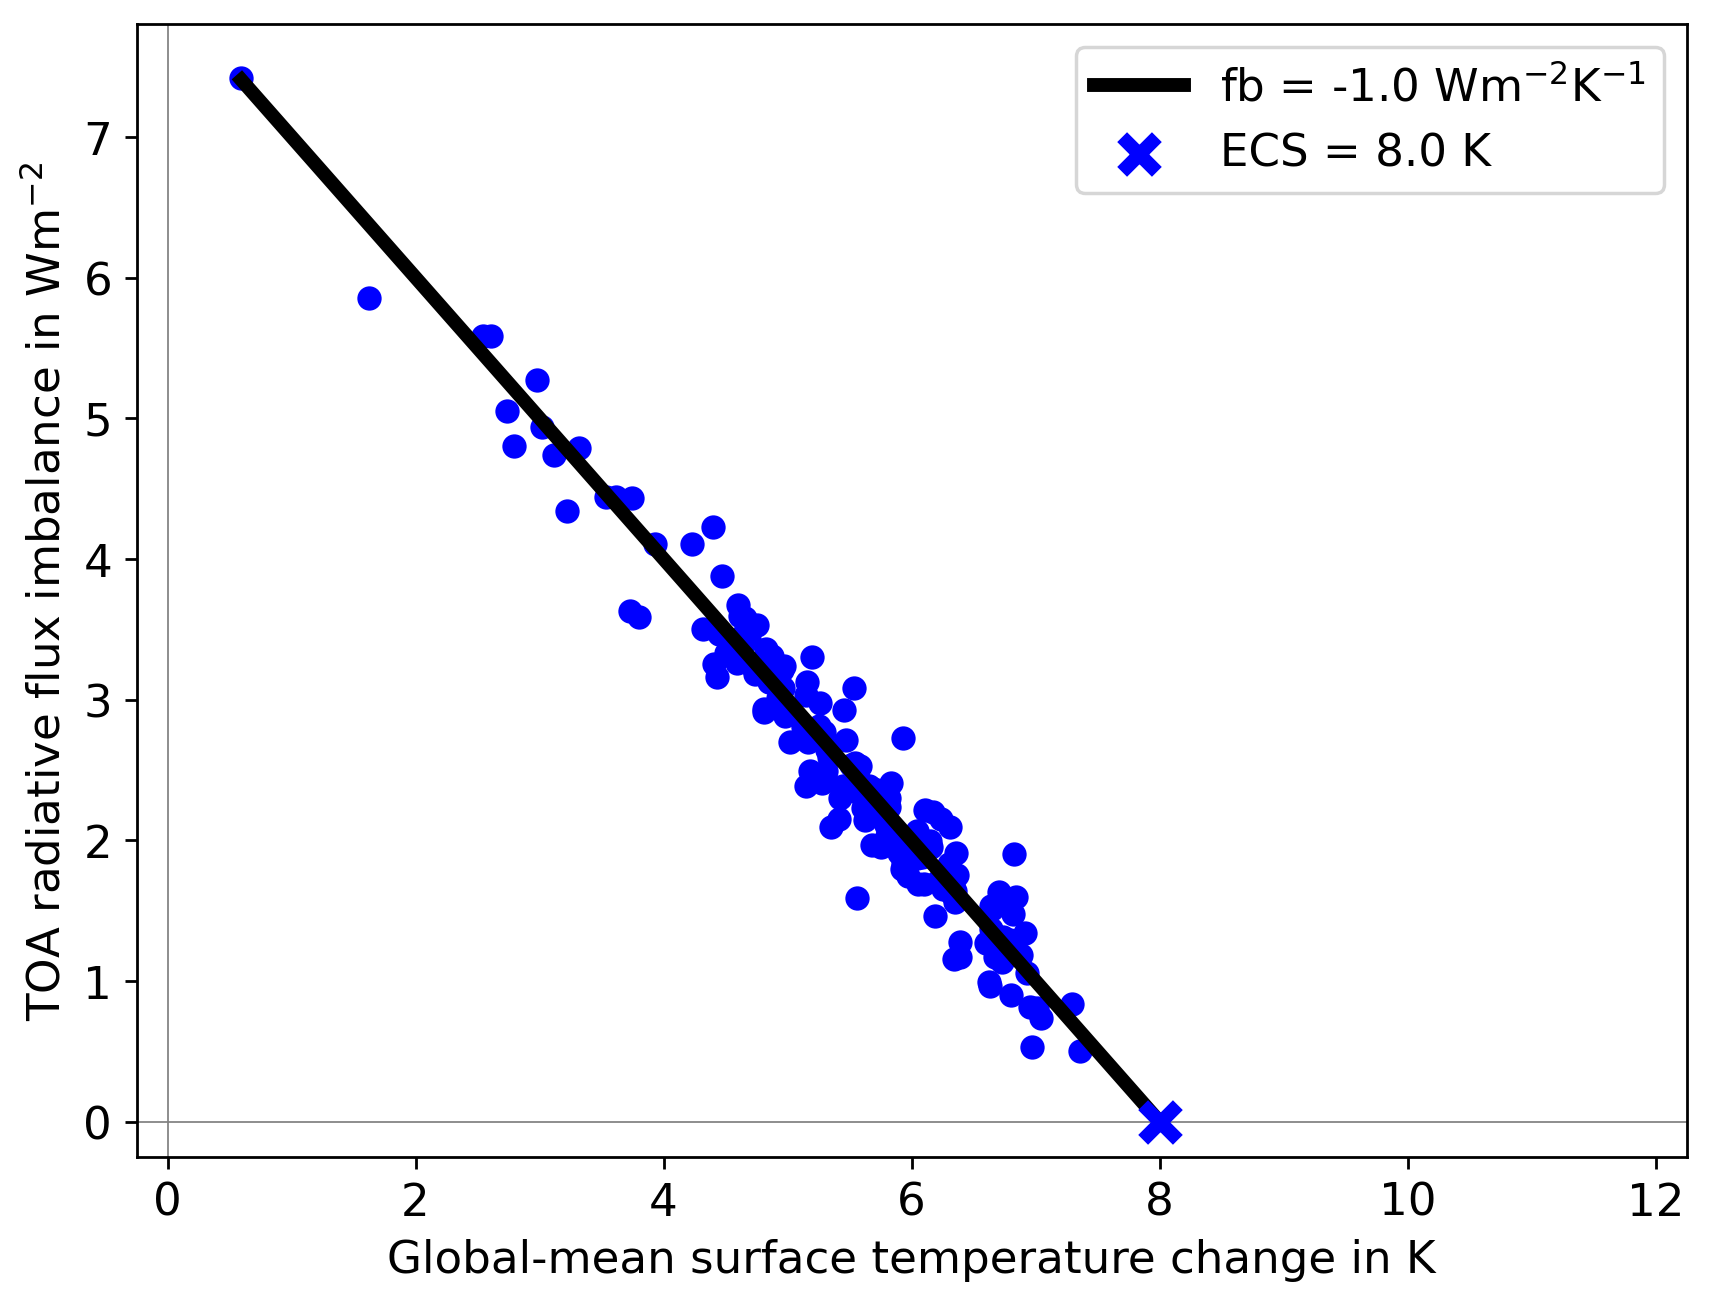 fb = -1.0 Wm⁻²K⁻¹
ECS = 8.0 K
TOA radiative flux imbalance in Wm⁻²
7
6
5
4
3
2
1
0
0 2 4 6 8 10 12
Global-mean surface temperature change in K